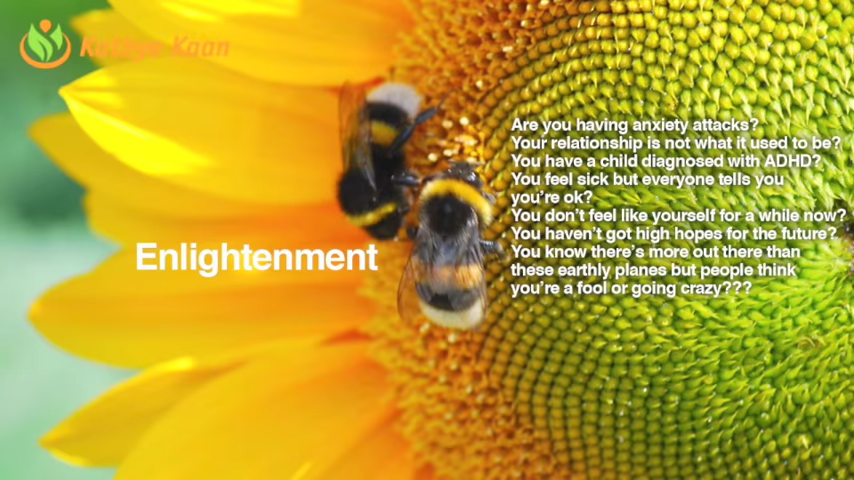 Enlightenment
Are you having anxiety attacks?
Your relationship is not what it used to be?
You have a child diagnosed with ADHD?
You feel sick but everyone tells you
you're ok?
You don't feel like yourself for a while now?
You haven't got high hopes for the future?
You know there's more out there than
these earthly planes but people think
you're a fool or going crazy???